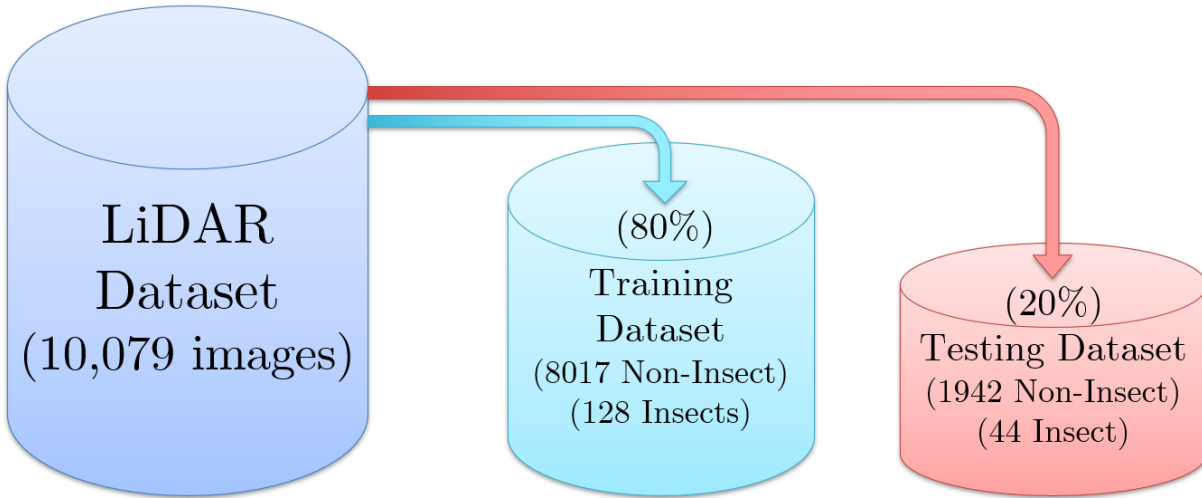 LiDAR
Dataset
(10,079 images)
(80%)
Training
Dataset
(8017 Non-Insect)
(128 Insects)
(20%)
Testing Dataset
(1942 Non-Insect)
(44 Insect)